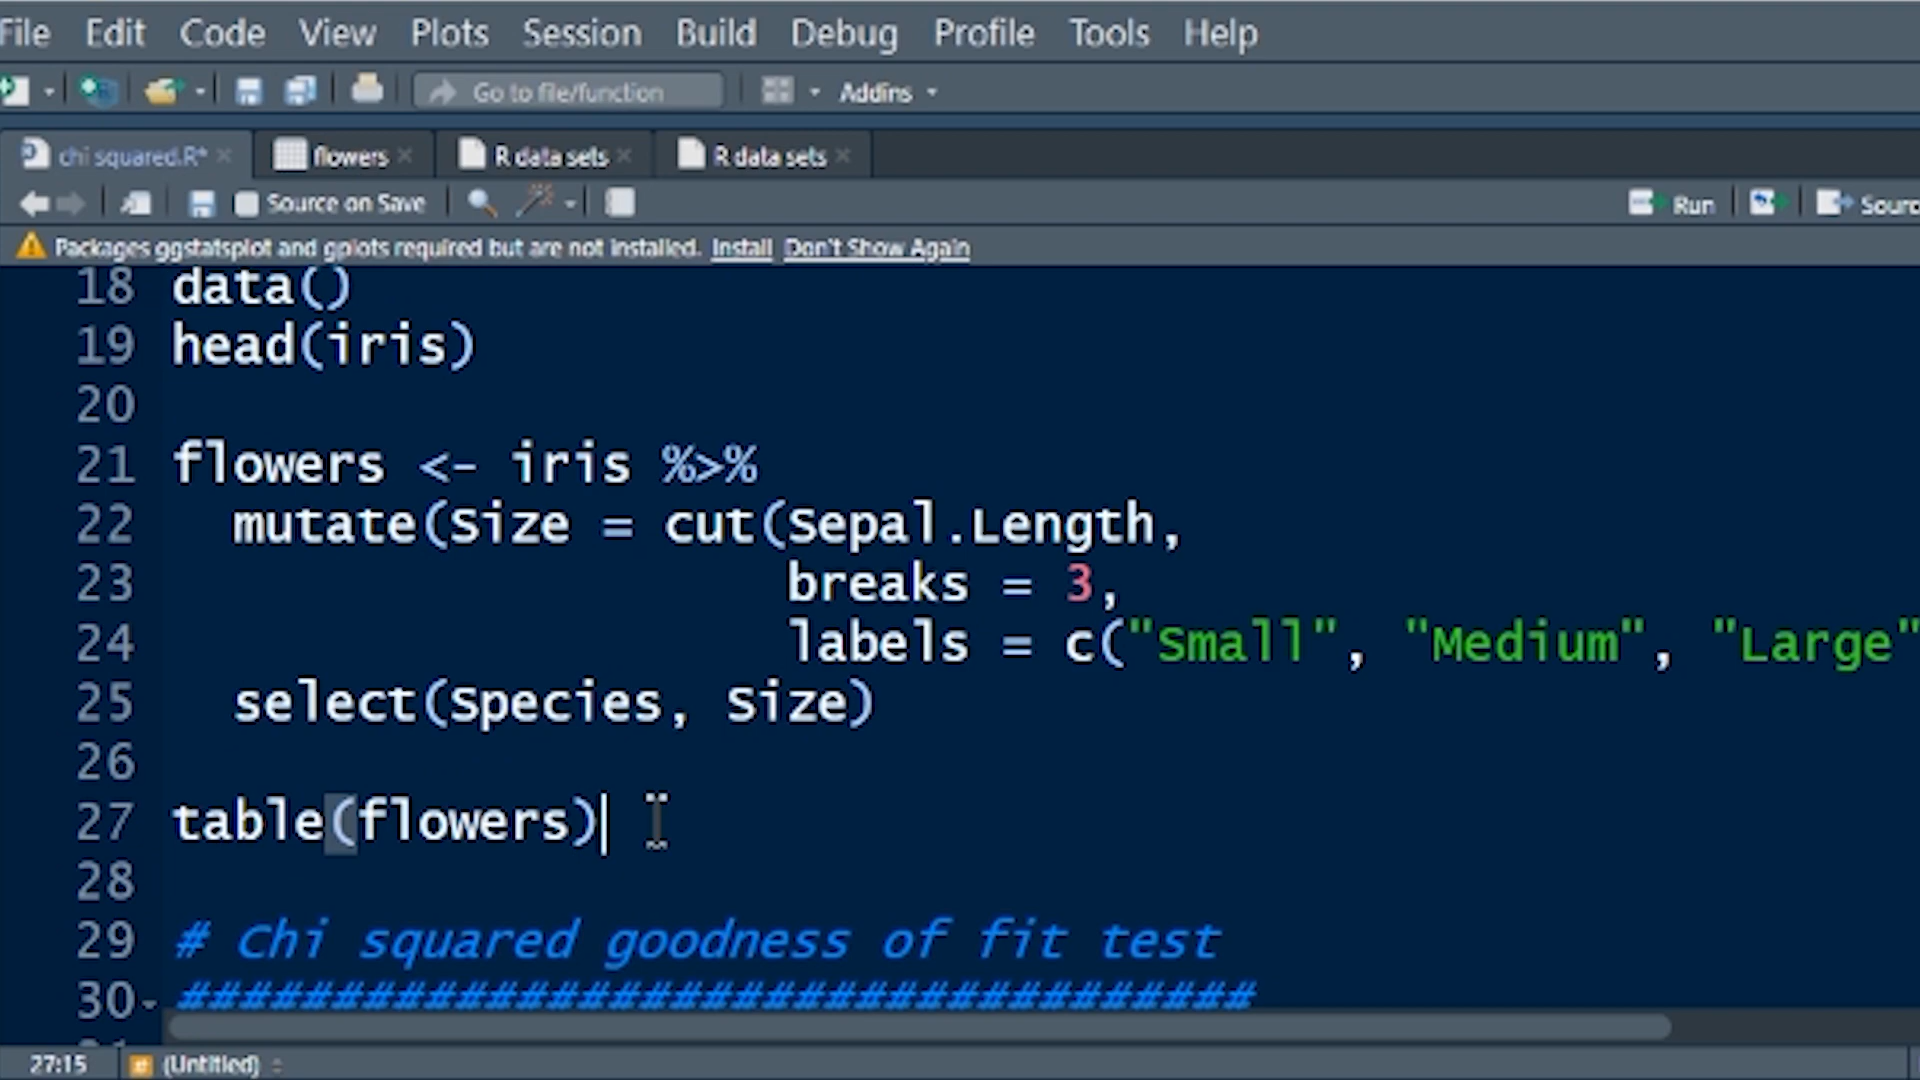 File Edit Code View Plots Session Build Debug Profile Tools Help
Go to file/function Addins
chi squared.R* flowers R data sets R data sets
Source on Save Run
Packages ggstatsplot and gplots required but are not installed. Install Don't Show Again
18 data()
19 head(iris)
20
21 flowers <- iris %>%
22 mutate(Size = cut(Sepal.Length,
23 breaks = 3,
24 labels = c("Small", "Medium", "Large"
25 select(Species, Size)
26
27 table(flowers)
28
29 # Chi squared goodness of fit test
30 ###################################
27:15 (Untitled)